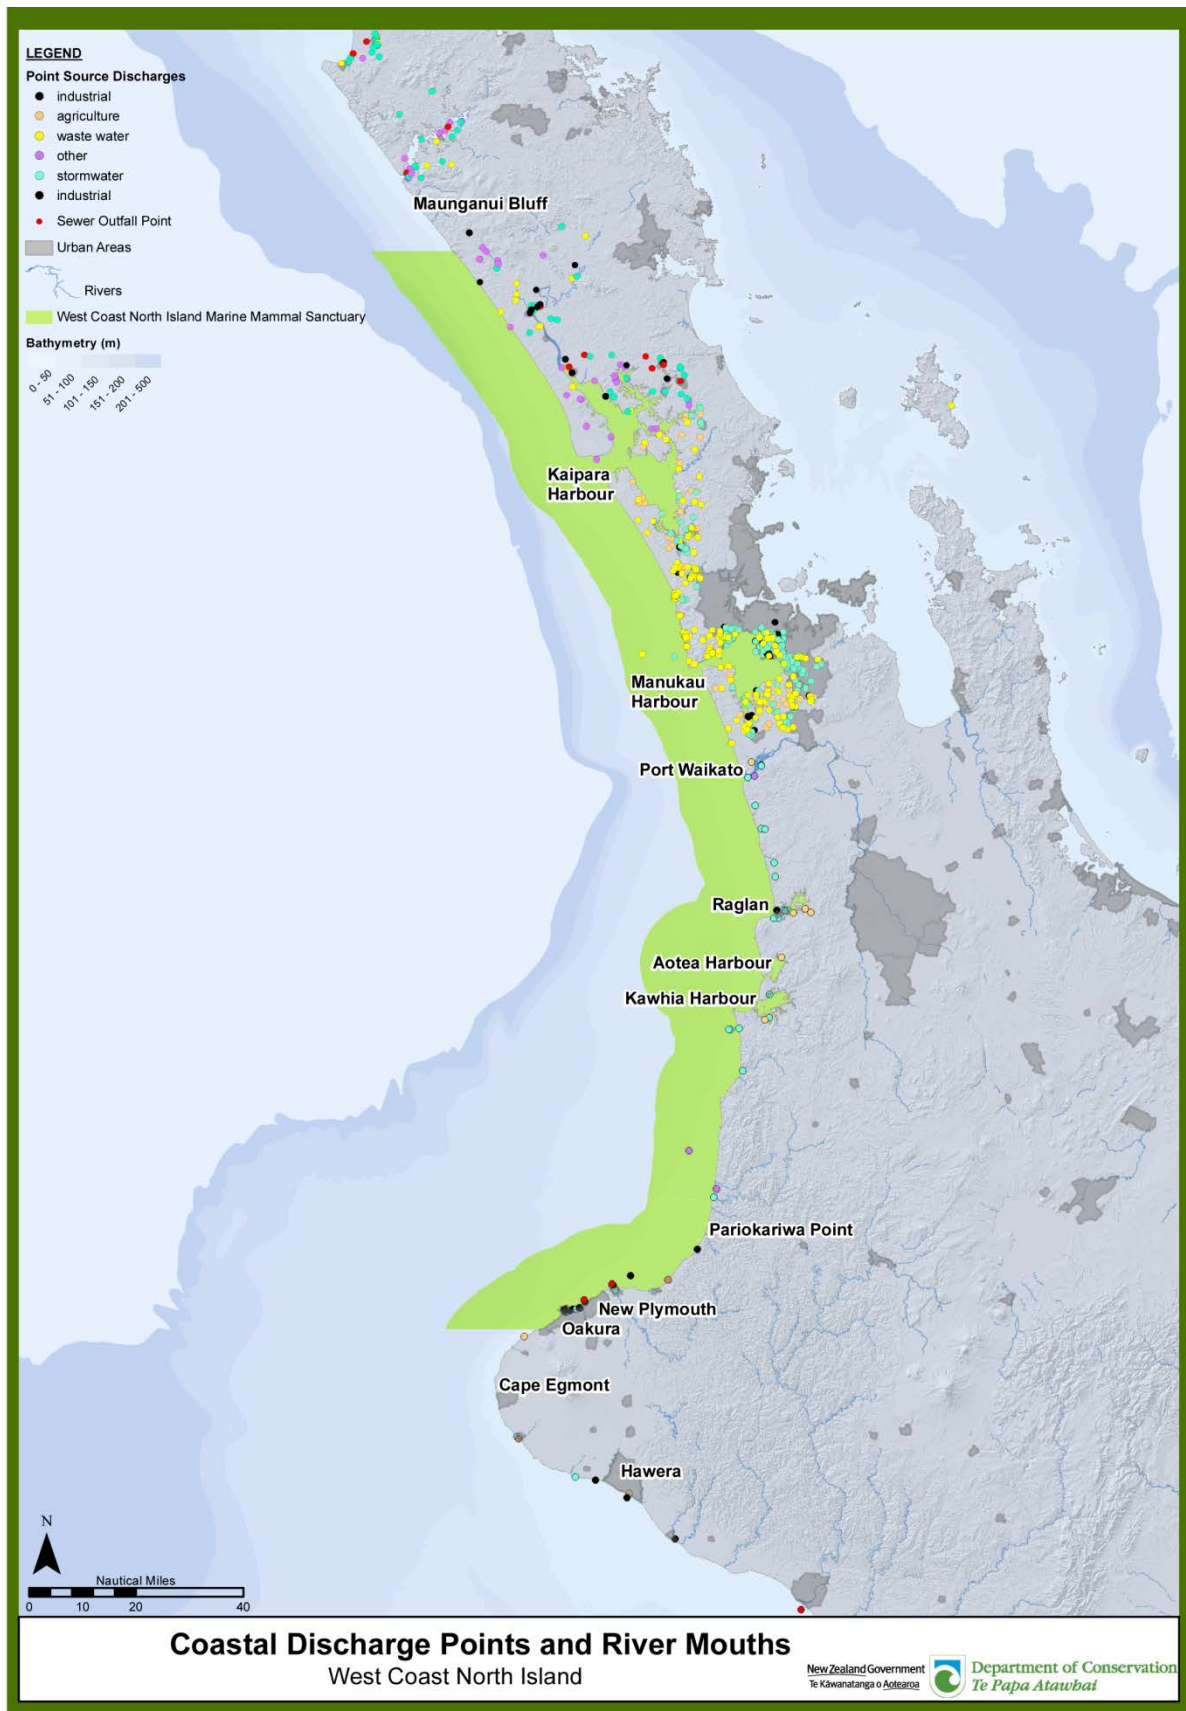 LEGEND
Point Source Discharges
industrial
agriculture
waste water
other
stormwater
industrial
Sewer Outfall Point
Urban Areas
Rivers
West Coast North Island Marine Mammal Sanctuary
Bathymetry (m)
0 - 50
51 - 100
101 - 150
151 - 200
201 - 500
Maunganui Bluff
Kaipara
Harbour
Manukau
Harbour
Port Waikato
Raglan
Aotea Harbour
Kawhia Harbour
Pariokariwa Point
New Plymouth
Oakura
Cape Egmont
Hawera
N
Nautical Miles
0 10 20 40
Coastal Discharge Points and River Mouths
West Coast North Island
New Zealand Government
Te Kāwanatanga o Aotearoa
Department of Conservation
Te Papa Atawhai